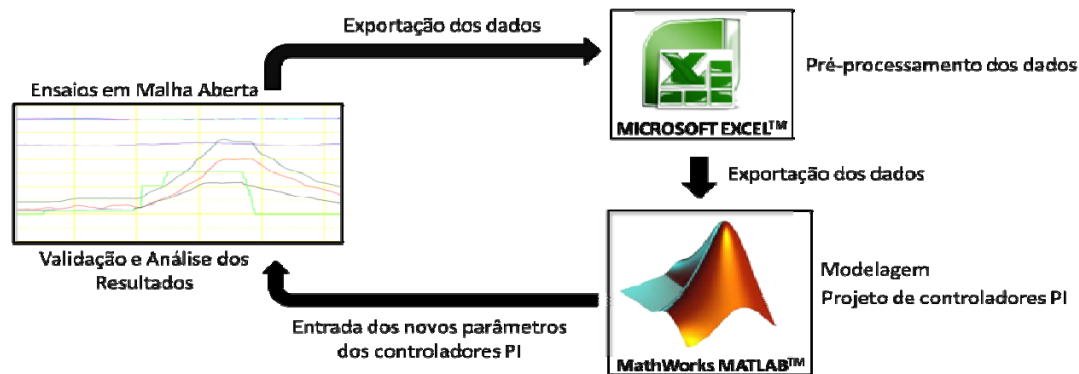 Exportação dos dados
Ensaios em Malha Aberta
MICROSOFT EXCEL™
Pré-processamento dos dados
Exportação dos dados
Validação e Análise dos
Resultados
Modelagem
Projeto de controladores PI
Entrada dos novos parâmetros
dos controladores PI
MathWorks MATLAB™